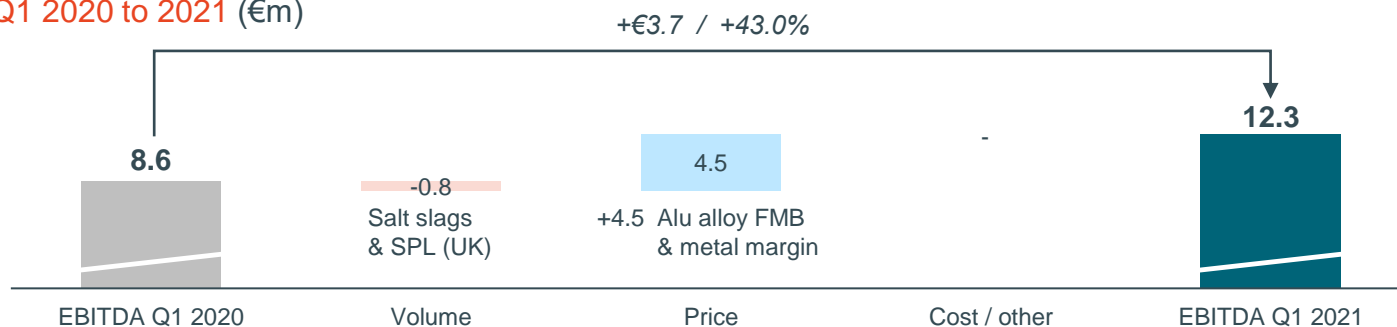 Q1 2020 to 2021 (€m)
+€3.7 / +43.0%
12.3
8.6
-
4.5
-0.8
Salt slags
& SPL (UK)
+4.5 Alu alloy FMB
& metal margin
EBITDA Q1 2020
Volume
Price
Cost / other
EBITDA Q1 2021